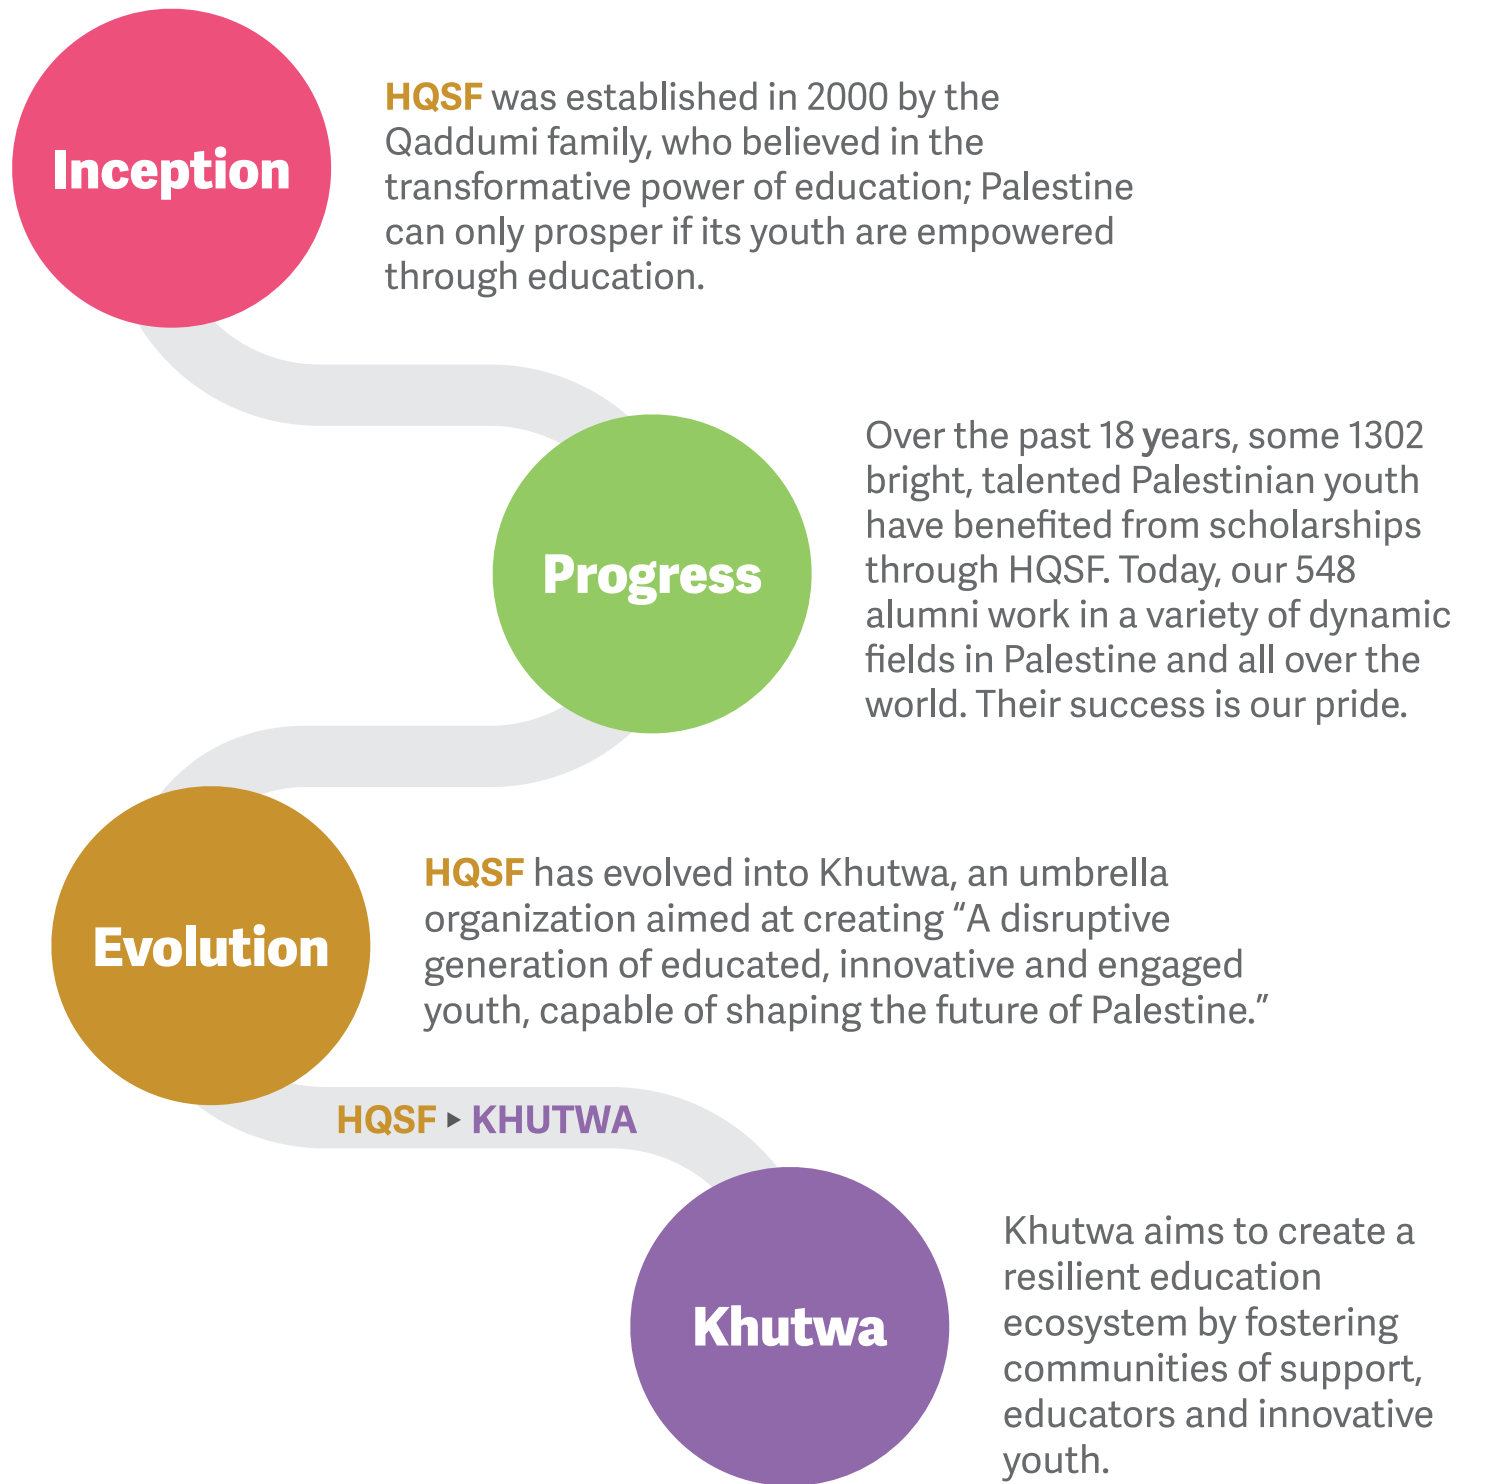 Inception
HQSF was established in 2000 by the
Qaddumi family, who believed in the
transformative power of education; Palestine
can only prosper if its youth are empowered
through education.
Progress
Over the past 18 years, some 1302
bright, talented Palestinian youth
have benefited from scholarships
through HQSF. Today, our 548
alumni work in a variety of dynamic
fields in Palestine and all over the
world. Their success is our pride.
Evolution
HQSF has evolved into Khutwa, an umbrella
organization aimed at creating “A disruptive
generation of educated, innovative and engaged
youth, capable of shaping the future of Palestine.”
HQSF ▸ KHUTWA
Khutwa
Khutwa aims to create a
resilient education
ecosystem by fostering
communities of support,
educators and innovative
youth.